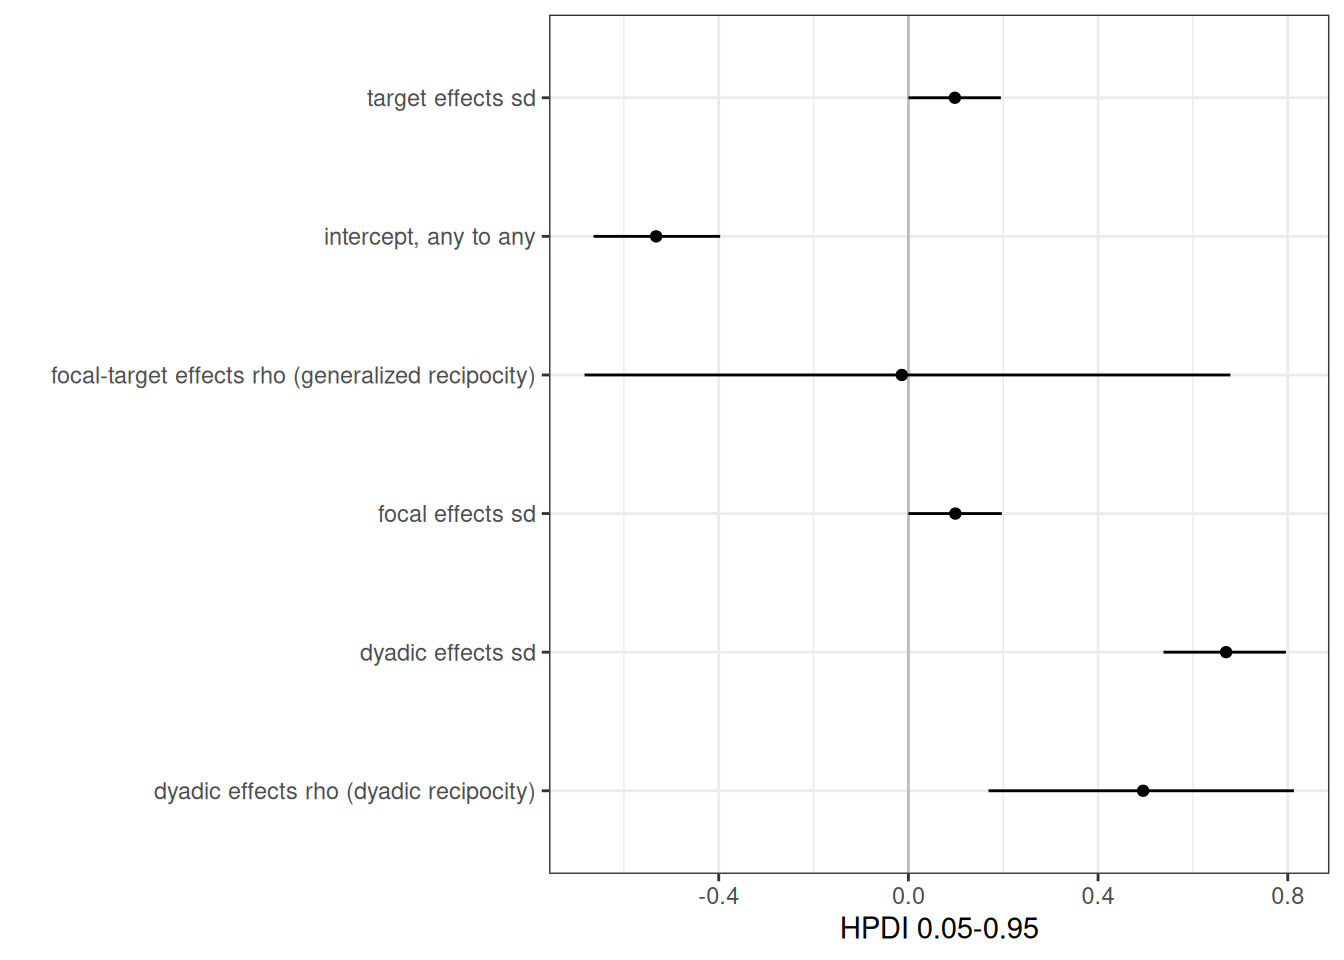 target effects sd
intercept, any to any
focal-target effects rho (generalized recipocity)
focal effects sd
dyadic effects sd
dyadic effects rho (dyadic recipocity)
-0.4 0.0 0.4 0.8
HPDI 0.05-0.95